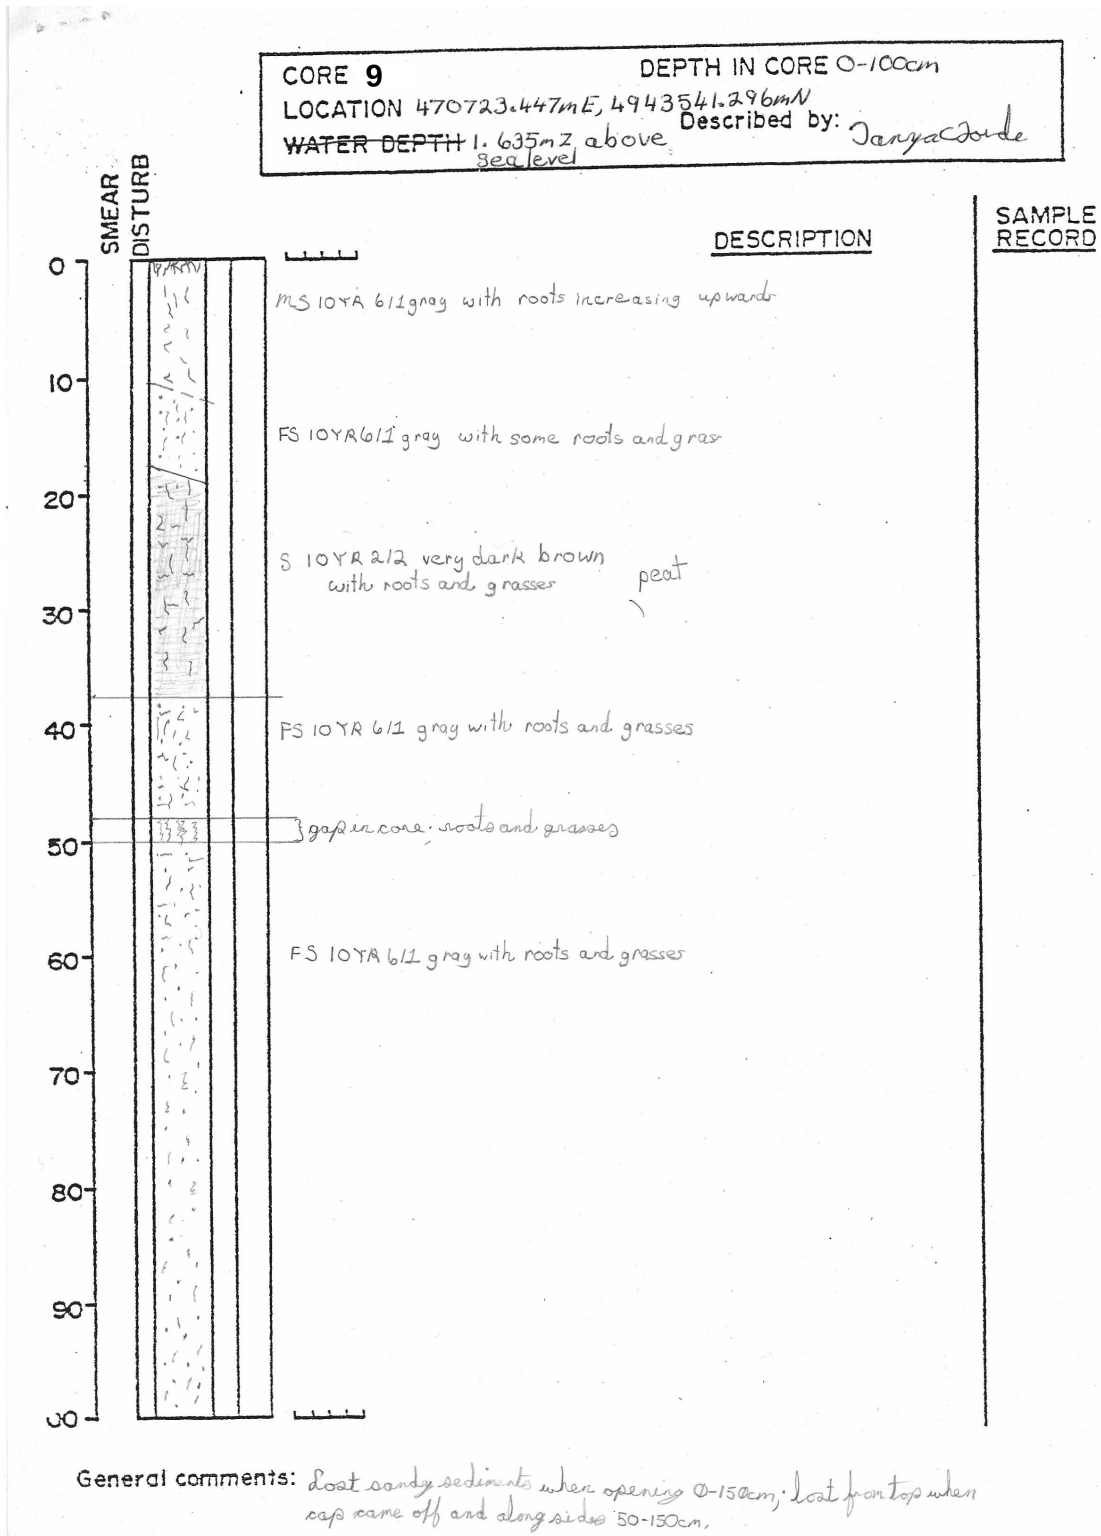 CORE 9 DEPTH IN CORE 0-100cm
LOCATION 470723.447mE, 4943541.296mN
WATER DEPTH 1.635mZ above Described by:
sea level
SMEAR
DISTURB
DESCRIPTION
SAMPLE
RECORD
0
MS 10YR 6/1 gray with roots increasing upwards
10
FS 10YR 6/1 gray with some roots and gras
20
S 10YR 2/2 very dark brown
with roots and grasses peat
30
40
FS 10YR 6/1 gray with roots and grasses
}gap in core; roots and grasses
50
60
FS 10YR 6/1 gray with roots and grasses
70
80
90
00
General comments: Lost sandy sediments when opening 0-150cm; lost from top when
cap came off and along sides 50-150cm.